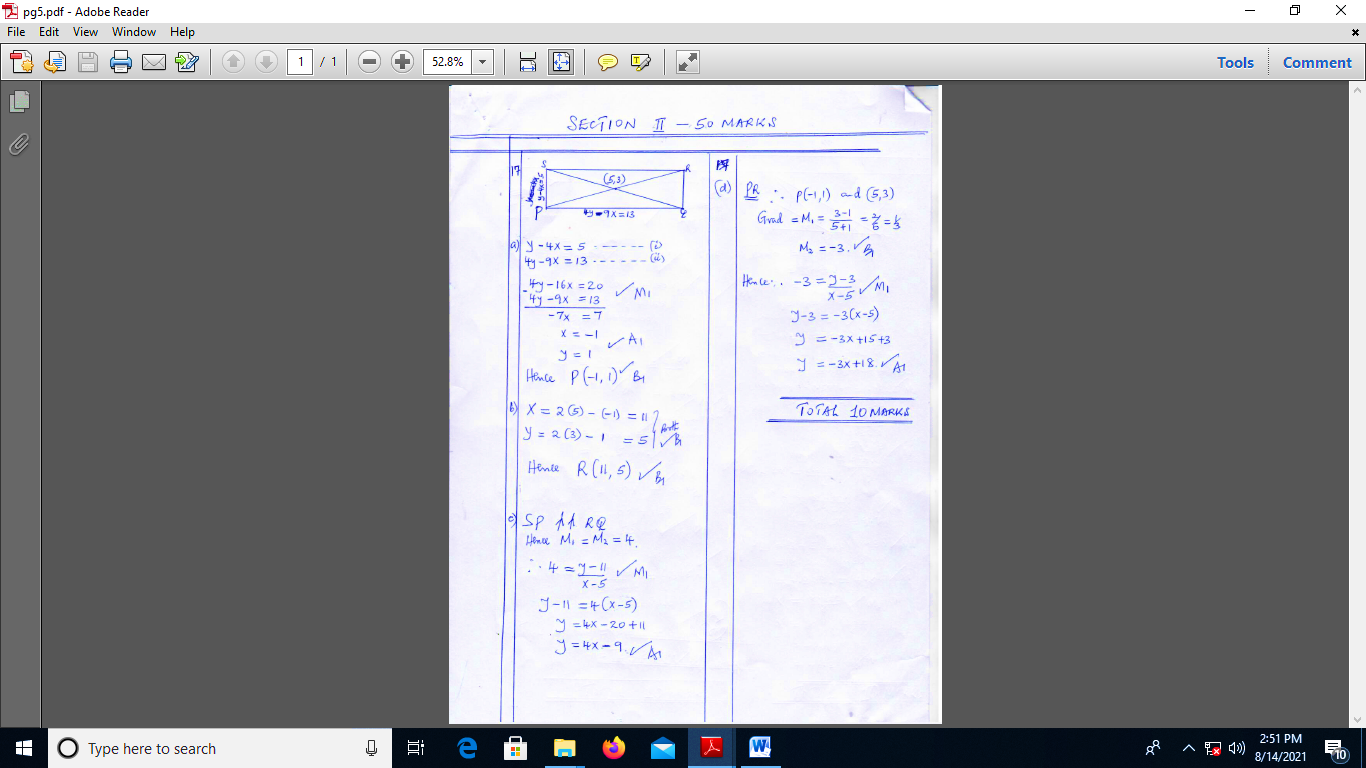 pg5.pdf - Adobe Reader
File Edit View Window Help
1 / 1 52.8% Tools Comment
SECTION II – 50 MARKS
17
S R
(5,3)
y-4x=5
P Q
4y-9x=13
a) y-4x = 5 ------- (i)
4y-9x = 13 ------ (ii)
-4y-16x = 20
4y-9x = 13 ✓M1
-7x = 7
x = -1
✓A1
y = 1
Hence P(-1, 1) ✓B1
b) X = 2(5) - (-1) = 11
Y = 2(3) - 1 = 5 Both ✓B1
Hence R(11, 5) ✓B1
c) SP // RQ
Hence M1 = M2 = 4.
∴ 4 = y-11/x-5 ✓M1
y-11 = 4(x-5)
y = 4x-20+11
y = 4x-9. ✓A1
17
(d) PR ∴ P(-1,1) and (5,3)
Grad = M1 = 3-1/5+1 = 2/6 = 1/3
M2 = -3. ✓B1
Hence ∴ -3 = y-3/x-5 ✓M1
y-3 = -3(x-5)
y = -3x+15+3
y = -3x+18. ✓A1
TOTAL 10 MARKS
Type here to search
2:51 PM
8/14/2021
10